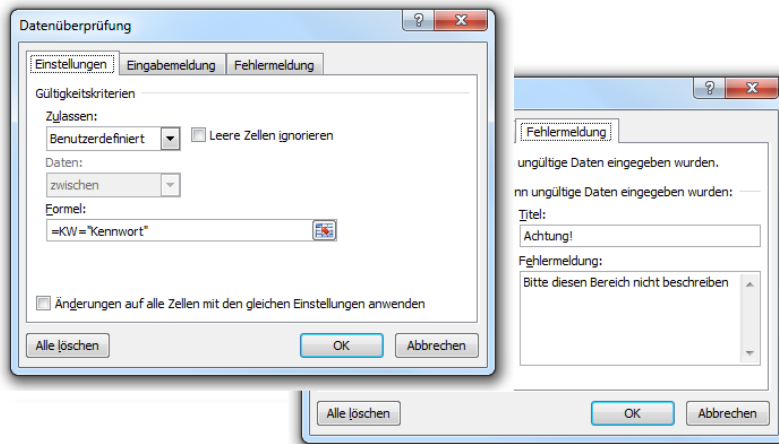 Datenüberprüfung
Einstellungen Eingabemeldung Fehlermeldung
Gültigkeitskriterien
Zulassen:
Benutzerdefiniert Leere Zellen ignorieren
Daten:
zwischen
Formel:
=KW="Kennwort"
Änderungen auf alle Zellen mit den gleichen Einstellungen anwenden
Alle löschen OK Abbrechen
Fehlermeldung
ungültige Daten eingegeben wurden.
nn ungültige Daten eingegeben wurden:
Titel:
Achtung!
Fehlermeldung:
Bitte diesen Bereich nicht beschreiben
Alle löschen OK Abbrechen